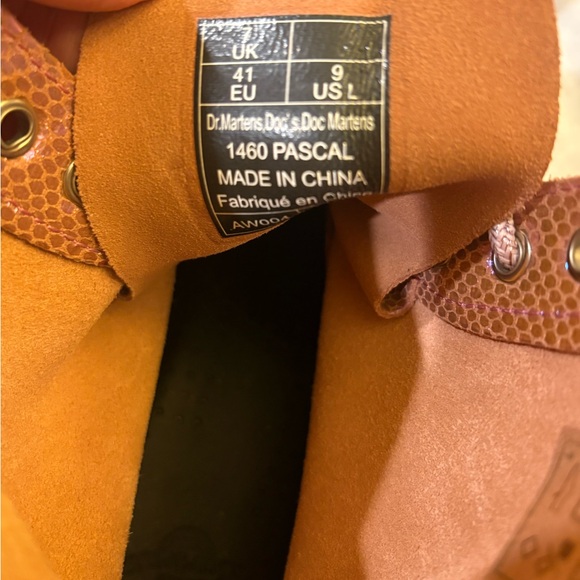 7
UK
41 9
EU US L
Dr.Martens,Doc's,Doc Martens
1460 PASCAL
MADE IN CHINA
Fabriqué en Chine